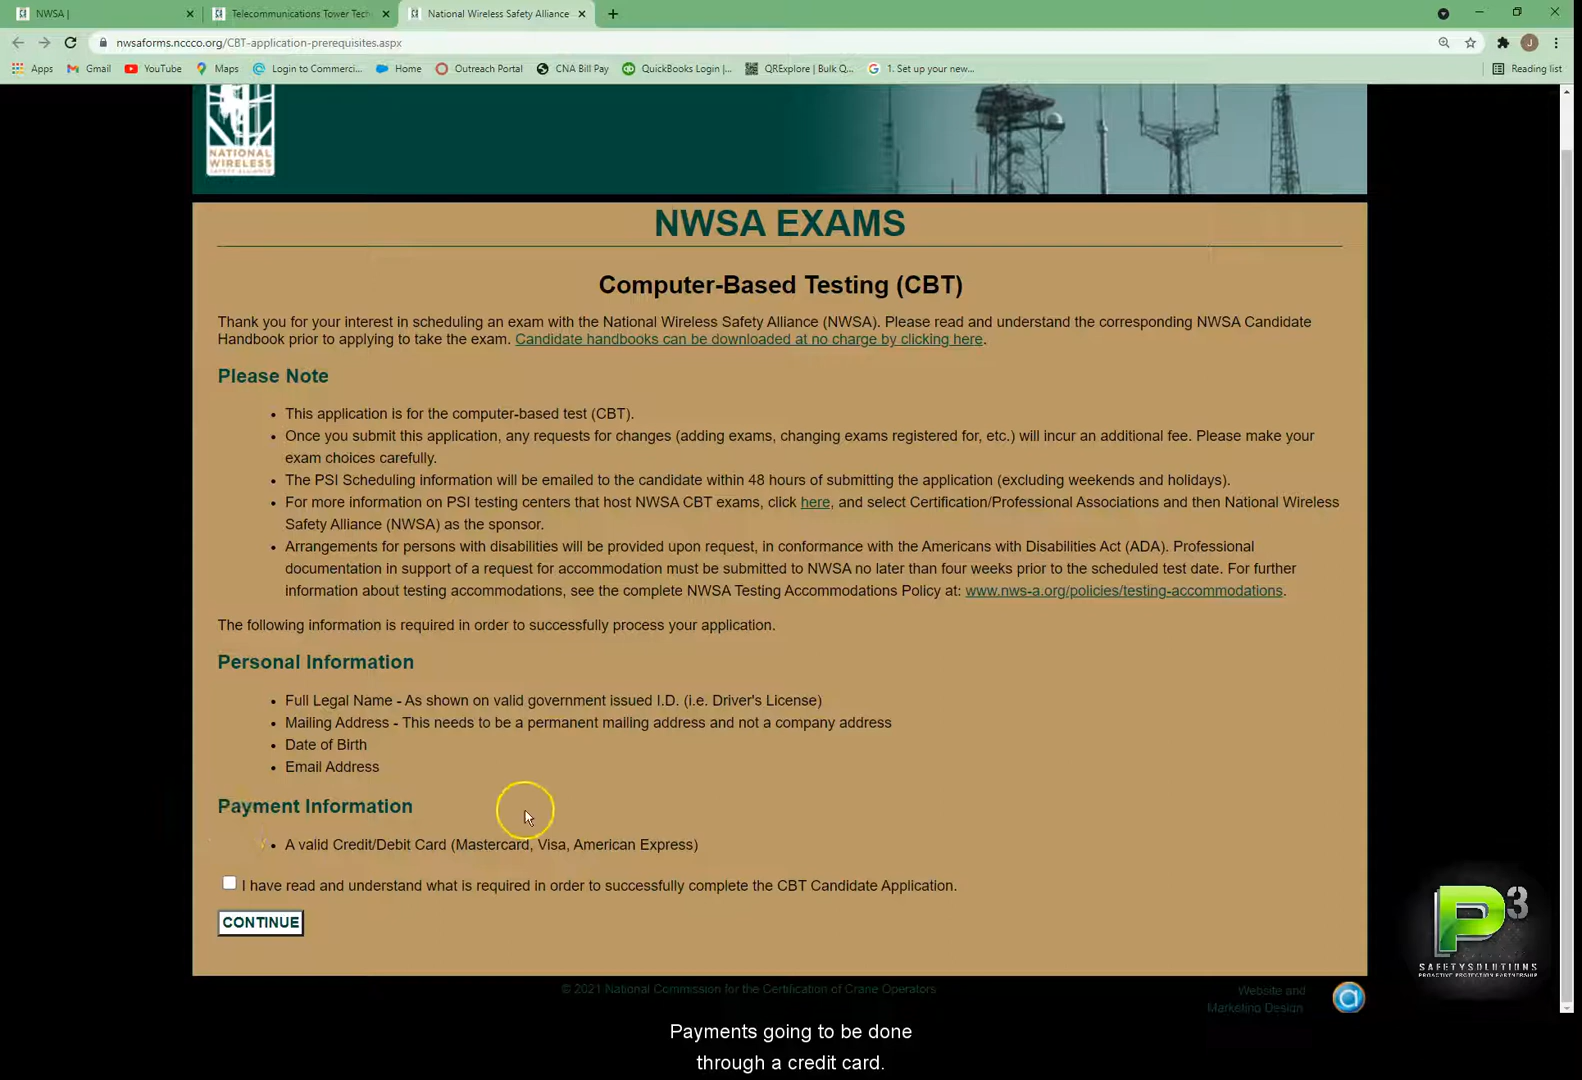 NWSA |
Telecommunications Tower Tech
National Wireless Safety Alliance
nwsaforms.nccco.org/CBT-application-prerequisites.aspx
J
Apps
Gmail
YouTube
Maps
Login to Commerci...
Home
Outreach Portal
CNA Bill Pay
QuickBooks Login |...
QRExplore | Bulk Q...
1. Set up your new...
Reading list
NATIONAL
WIRELESS
SAFETY ALLIANCE
NWSA EXAMS
Computer-Based Testing (CBT)
Thank you for your interest in scheduling an exam with the National Wireless Safety Alliance (NWSA). Please read and understand the corresponding NWSA Candidate
Handbook prior to applying to take the exam. Candidate handbooks can be downloaded at no charge by clicking here.
Please Note
• This application is for the computer-based test (CBT).
• Once you submit this application, any requests for changes (adding exams, changing exams registered for, etc.) will incur an additional fee. Please make your
exam choices carefully.
• The PSI Scheduling information will be emailed to the candidate within 48 hours of submitting the application (excluding weekends and holidays).
• For more information on PSI testing centers that host NWSA CBT exams, click here, and select Certification/Professional Associations and then National Wireless
Safety Alliance (NWSA) as the sponsor.
• Arrangements for persons with disabilities will be provided upon request, in conformance with the Americans with Disabilities Act (ADA). Professional
documentation in support of a request for accommodation must be submitted to NWSA no later than four weeks prior to the scheduled test date. For further
information about testing accommodations, see the complete NWSA Testing Accommodations Policy at: www.nws-a.org/policies/testing-accommodations.
The following information is required in order to successfully process your application.
Personal Information
• Full Legal Name - As shown on valid government issued I.D. (i.e. Driver's License)
• Mailing Address - This needs to be a permanent mailing address and not a company address
• Date of Birth
• Email Address
Payment Information
• A valid Credit/Debit Card (Mastercard, Visa, American Express)
I have read and understand what is required in order to successfully complete the CBT Candidate Application.
CONTINUE
P3
SAFETYSOLUTIONS
PROACTIVE PROTECTION PARTNERSHIP
© 2021 National Commission for the Certification of Crane Operators
Website and
Marketing Design
Payments going to be done
through a credit card.